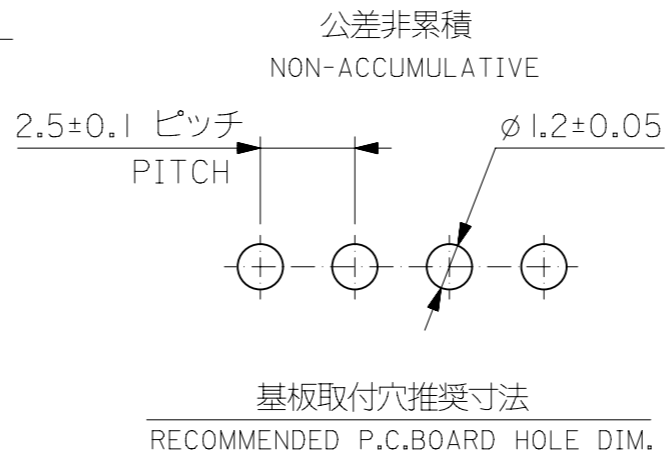 公差非累積
NON-ACCUMULATIVE
2.5±0.1 ピッチ
PITCH
⌀1.2±0.05
基板取付穴推奨寸法
RECOMMENDED P.C.BOARD HOLE DIM.